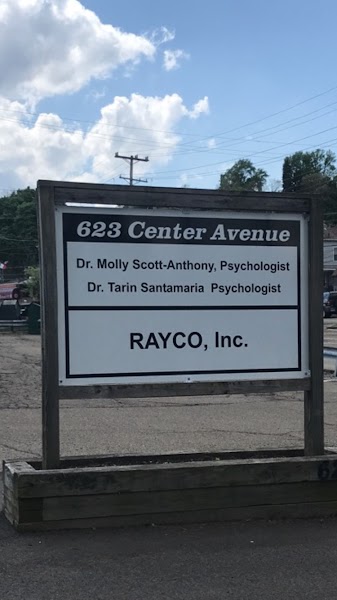 623 Center Avenue
Dr. Molly Scott-Anthony, Psychologist
Dr. Tarin Santamaria Psychologist
RAYCO, Inc.